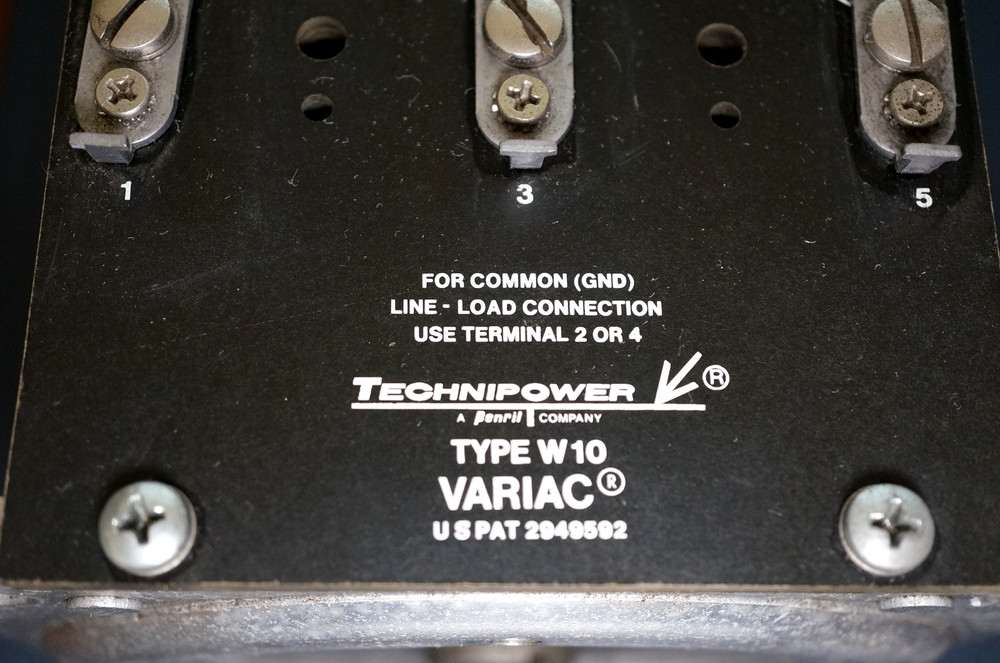 1 3 5
FOR COMMON (GND)
LINE - LOAD CONNECTION
USE TERMINAL 2 OR 4
TECHNIPOWER ®
A Penril COMPANY
TYPE W10
VARIAC®
U S PAT 2949592